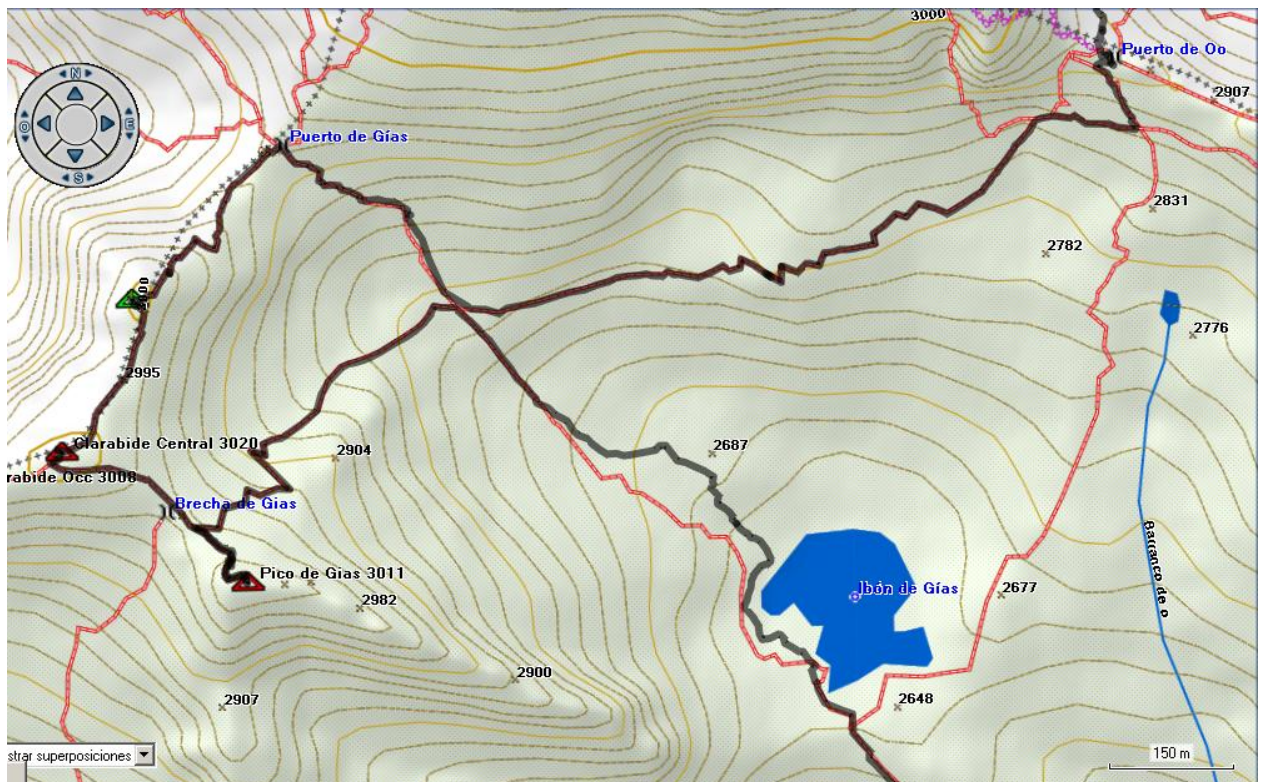 3000
Puerto de Oo
2907
N
O
E
S
Puerto de Gías
2831
2782
2776
3000
2995
Clarabide Central 3020
2904
2687
rabide Occ 3008
Brecha de Gias
Barranco de o
Pico de Gias 3011
Ibón de Gías
2677
2982
2900
2907
2648
strar superposiciones
150 m